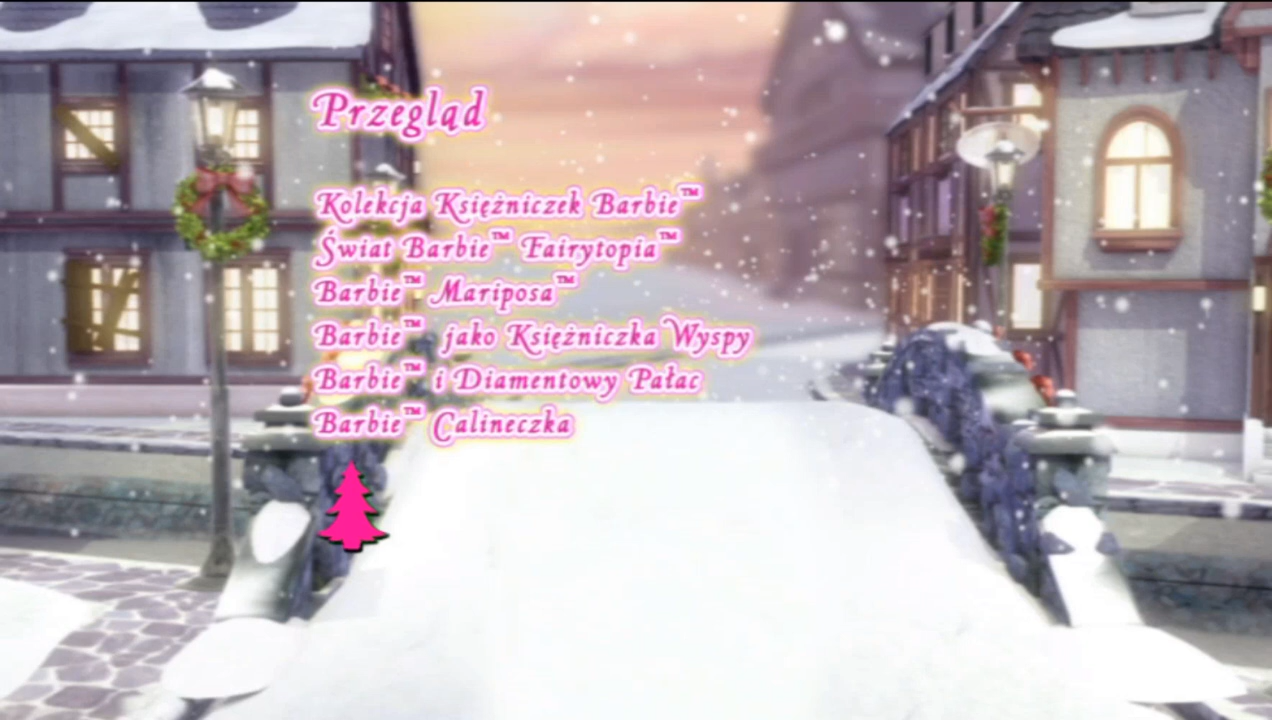 Przegląd
Kolekcja Księżniczek Barbie™
Świat Barbie™ Fairytopia™
Barbie™ Mariposa™
Barbie™ jako Księżniczka Wyspy
Barbie™ i Diamentowy Pałac
Barbie™ Calineczka